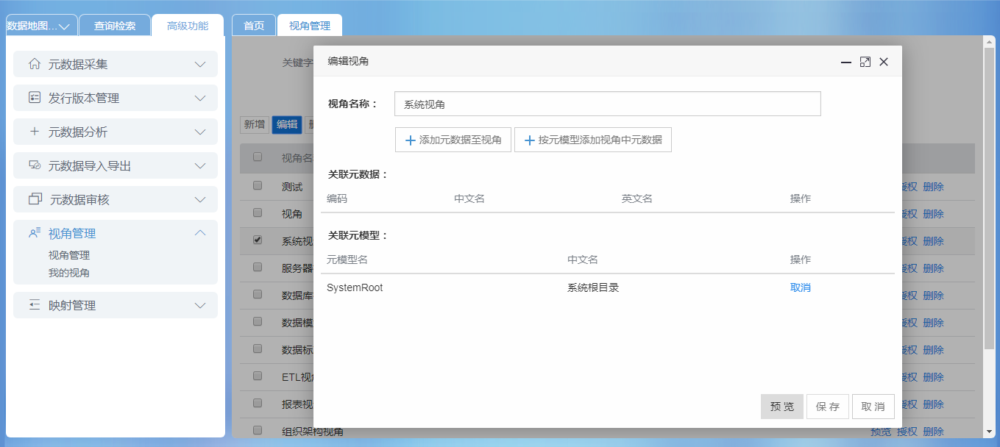 数据地图...
查询检索
高级功能
首页
视角管理
元数据采集
发行版本管理
元数据分析
元数据导入导出
元数据审核
视角管理
视角管理
我的视角
映射管理
关键字
新增
编辑
视角名
测试
授权 删除
视角
授权 删除
系统视
授权 删除
服务器
授权 删除
数据库
授权 删除
数据模
授权 删除
数据标
授权 删除
ETL视角
授权 删除
报表视
授权 删除
组织架构视角
预览 授权 删除
编辑视角
视角名称：
系统视角
添加元数据至视角
按元模型添加视角中元数据
关联元数据：
编码 中文名 英文名 操作
关联元模型：
元模型名 中文名 操作
SystemRoot 系统根目录 取消
预 览
保 存
取 消